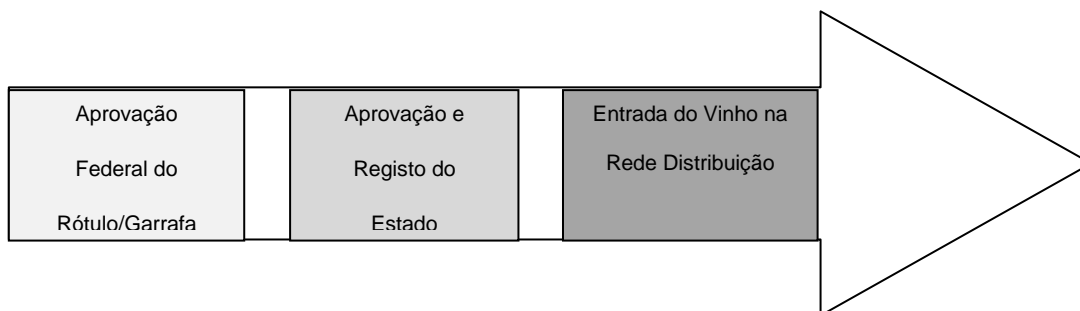 Aprovação
Federal do
Rótulo/Garrafa
Aprovação e
Registo do
Estado
Entrada do Vinho na
Rede Distribuição